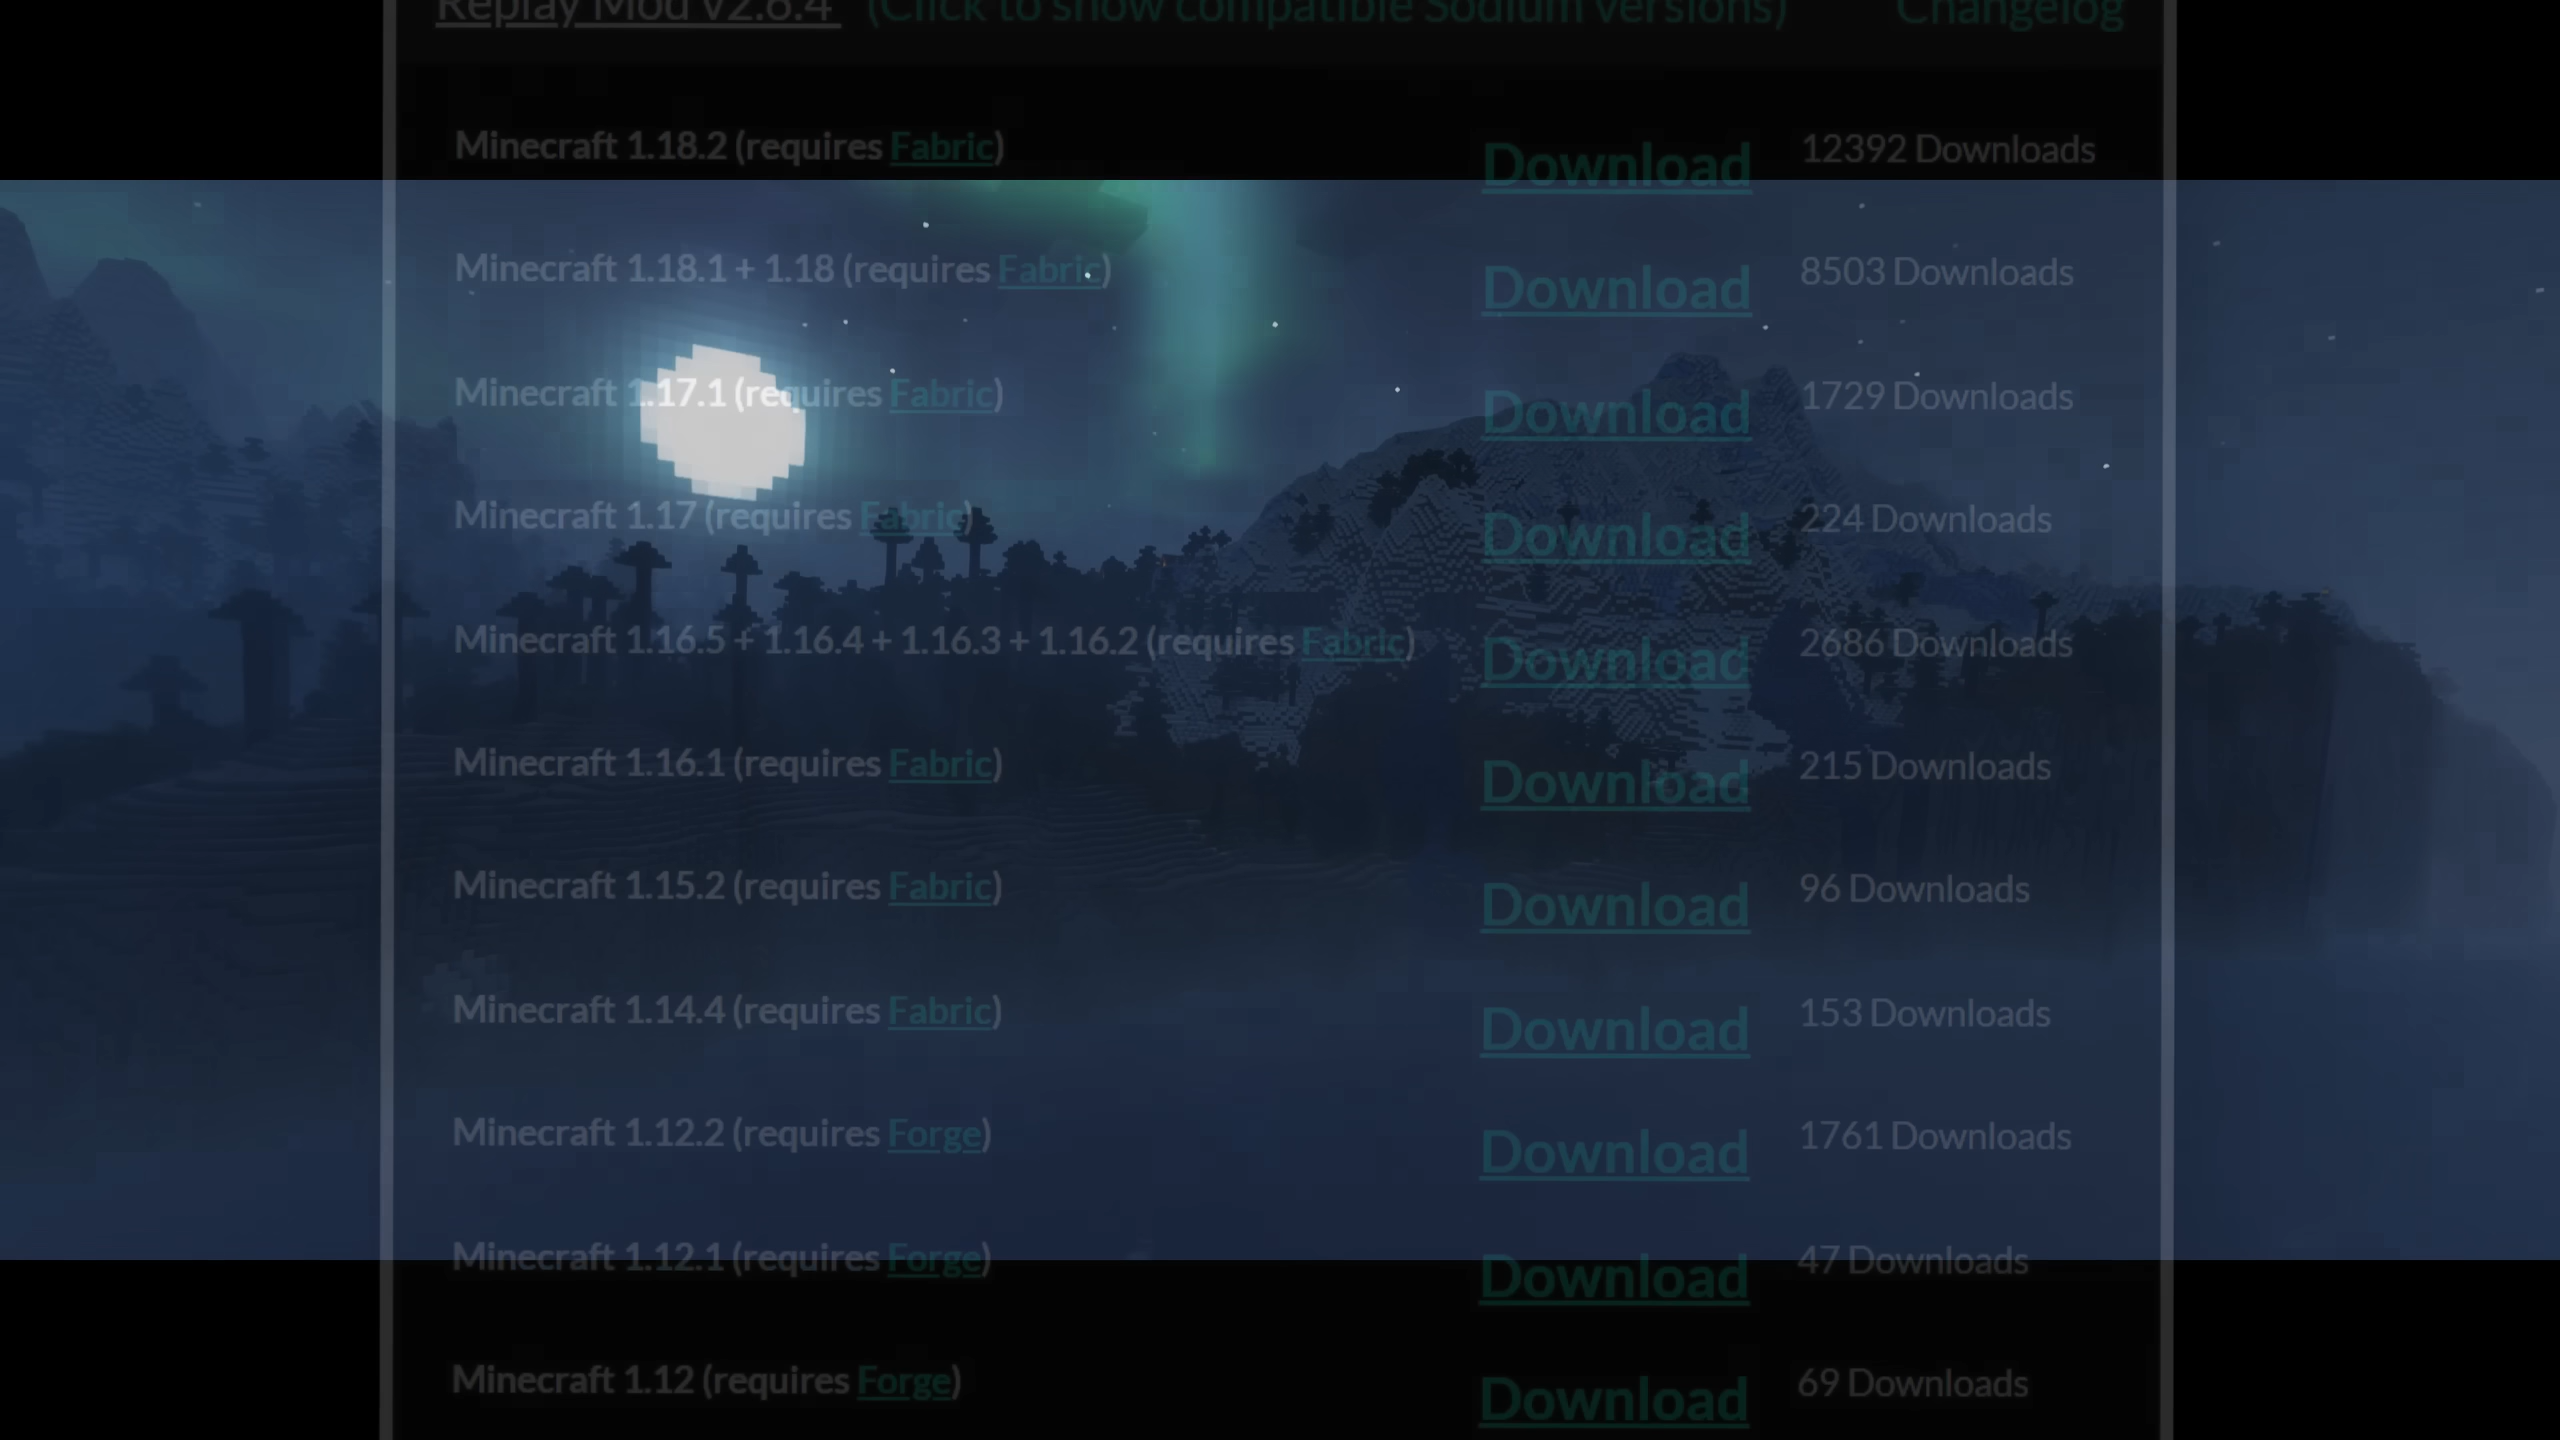 Replay Mod v2.6.4 (Click to show compatible Sodium versions) Changelog
Minecraft 1.18.2 (requires Fabric) Download 12392 Downloads
Minecraft 1.18.1 + 1.18 (requires Fabric) Download 8503 Downloads
Minecraft 1.17.1 (requires Fabric) Download 1729 Downloads
Minecraft 1.17 (requires Fabric) Download 224 Downloads
Minecraft 1.16.5 + 1.16.4 + 1.16.3 + 1.16.2 (requires Fabric) Download 2686 Downloads
Minecraft 1.16.1 (requires Fabric) Download 215 Downloads
Minecraft 1.15.2 (requires Fabric) Download 96 Downloads
Minecraft 1.14.4 (requires Fabric) Download 153 Downloads
Minecraft 1.12.2 (requires Forge) Download 1761 Downloads
Minecraft 1.12.1 (requires Forge) Download 47 Downloads
Minecraft 1.12 (requires Forge) Download 69 Downloads